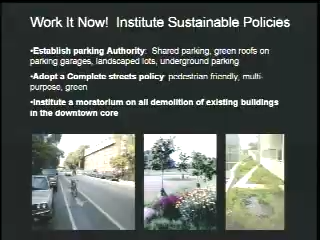 Work It Now!  Institute Sustainable Policies
•Establish parking Authority:  Shared parking, green roofs on
parking garages, landscaped lots, underground parking
•Adopt a Complete streets policy- pedestrian friendly, multi-
purpose, green
•Institute a moratorium on all demolition of existing buildings
in the downtown core